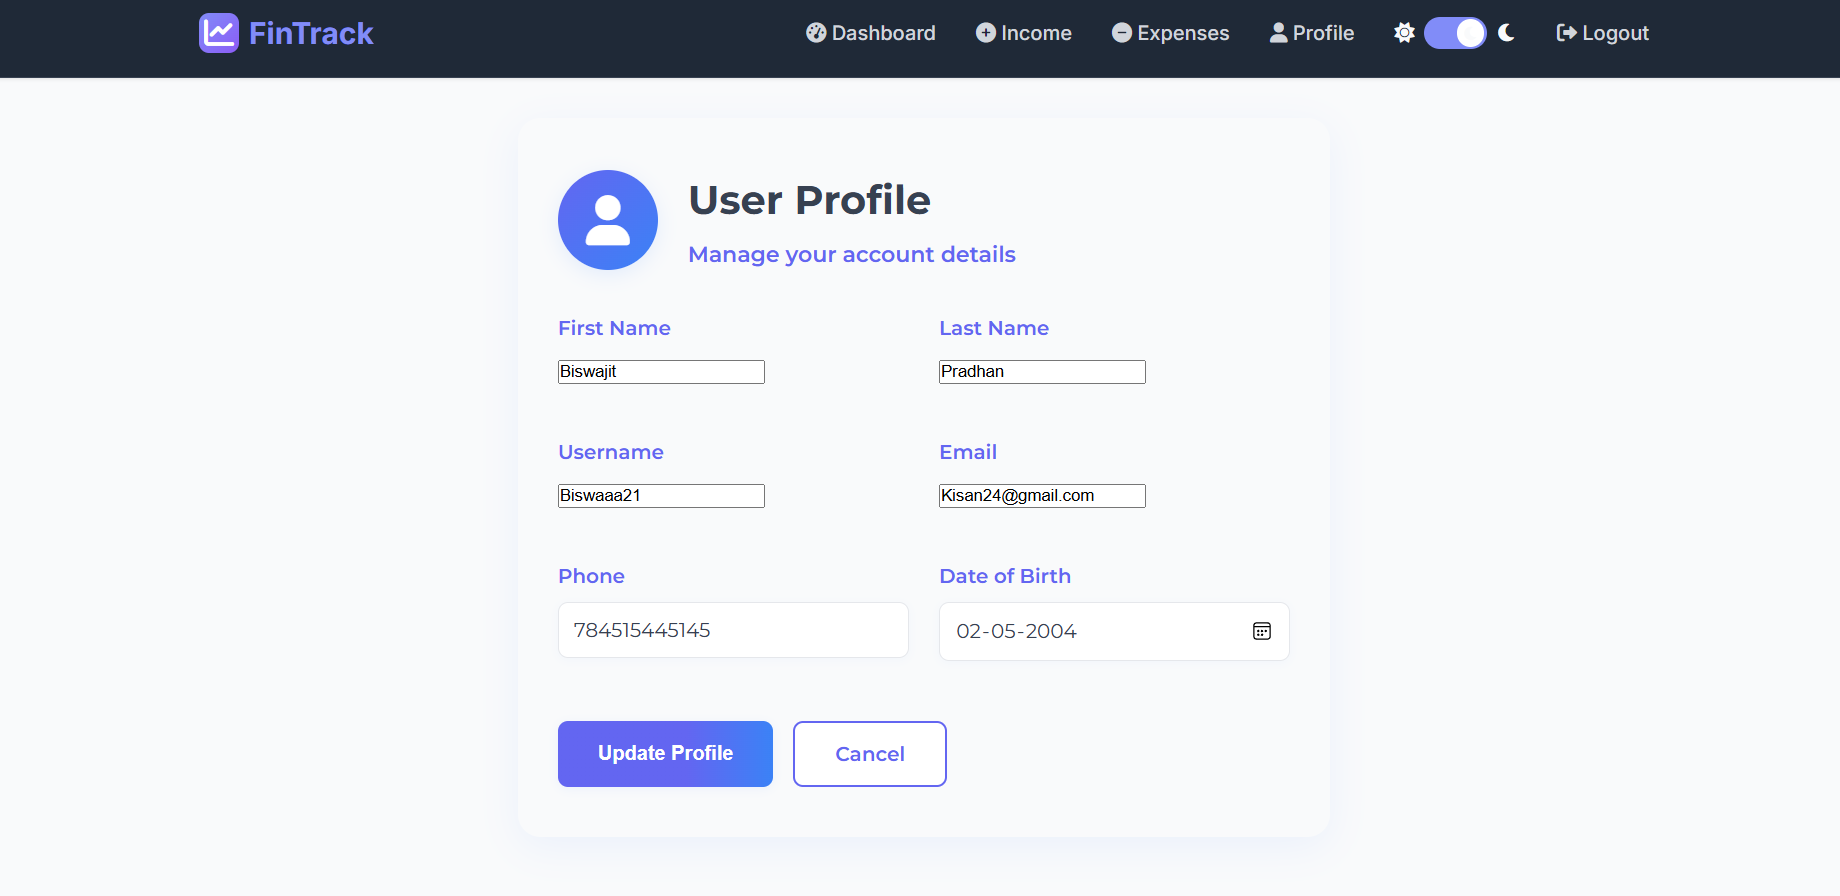 FinTrack
Dashboard Income Expenses Profile Logout
User Profile
Manage your account details
First Name Last Name
Biswajit Pradhan
Username Email
Biswaaa21 Kisan24@gmail.com
Phone Date of Birth
784515445145 02-05-2004
Update Profile Cancel